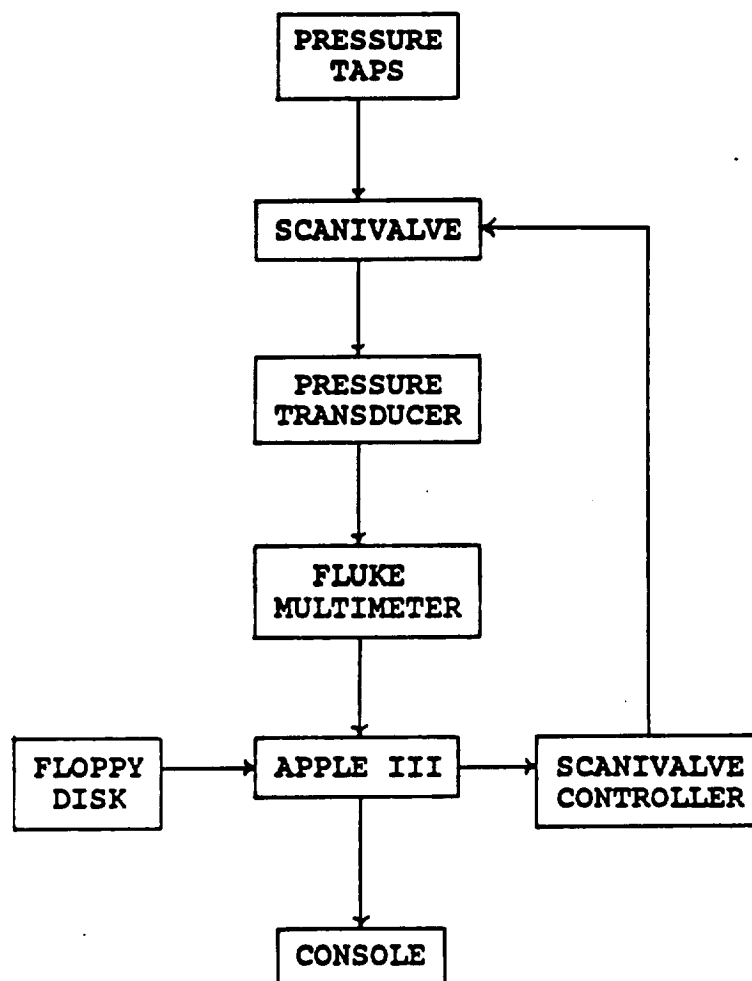 PRESSURE
TAPS
SCANIVALVE
PRESSURE
TRANSDUCER
FLUKE
MULTIMETER
FLOPPY
DISK
APPLE III
SCANIVALVE
CONTROLLER
CONSOLE